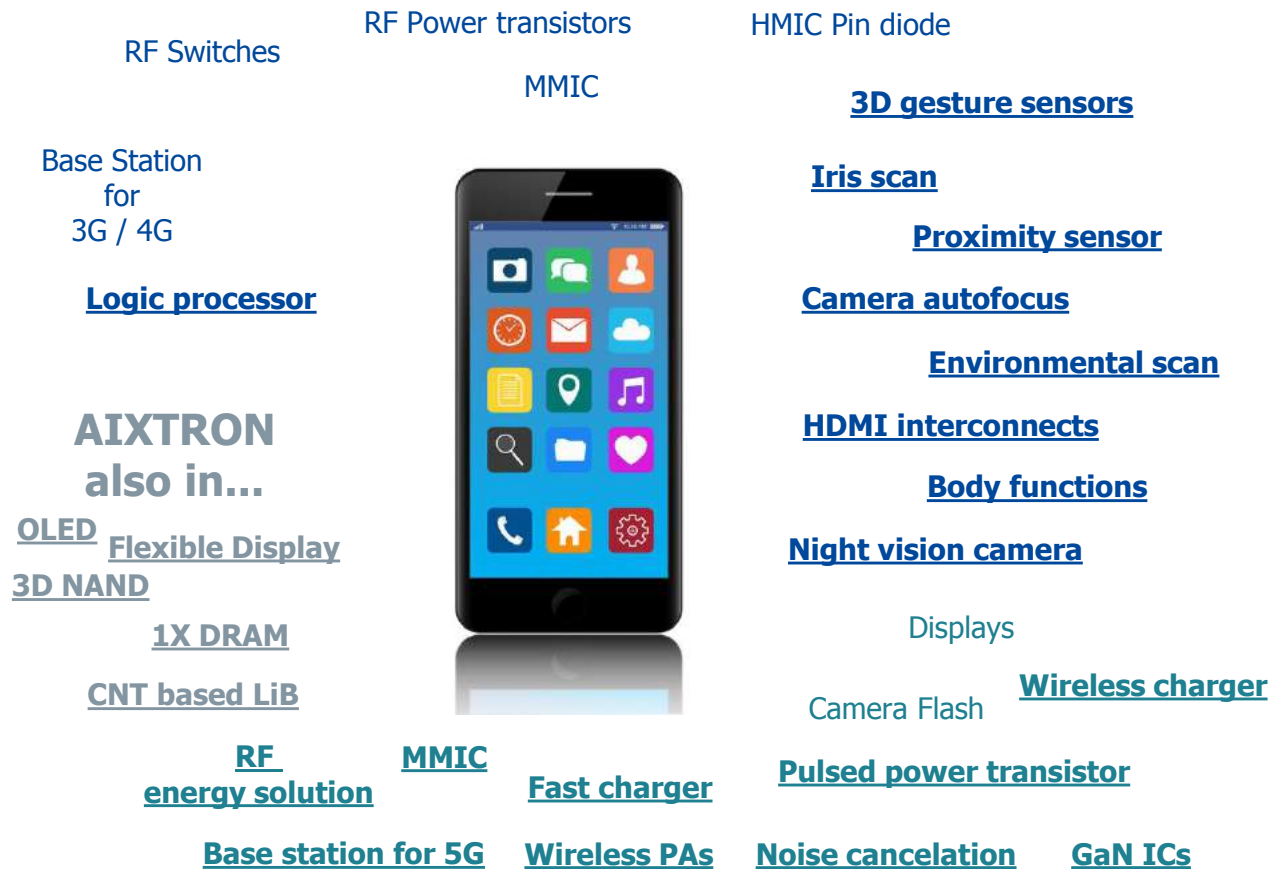 RF Power transistors
HMIC Pin diode
RF Switches
MMIC
3D gesture sensors
Base Station
for
3G / 4G
Iris scan
Proximity sensor
Logic processor
Camera autofocus
Environmental scan
AIXTRON
also in...
HDMI interconnects
Body functions
OLED
Flexible Display
Night vision camera
3D NAND
1X DRAM
Displays
CNT based LiB
Wireless charger
Camera Flash
RF
energy solution
MMIC
Fast charger
Pulsed power transistor
Base station for 5G
Wireless PAs
Noise cancelation
GaN ICs